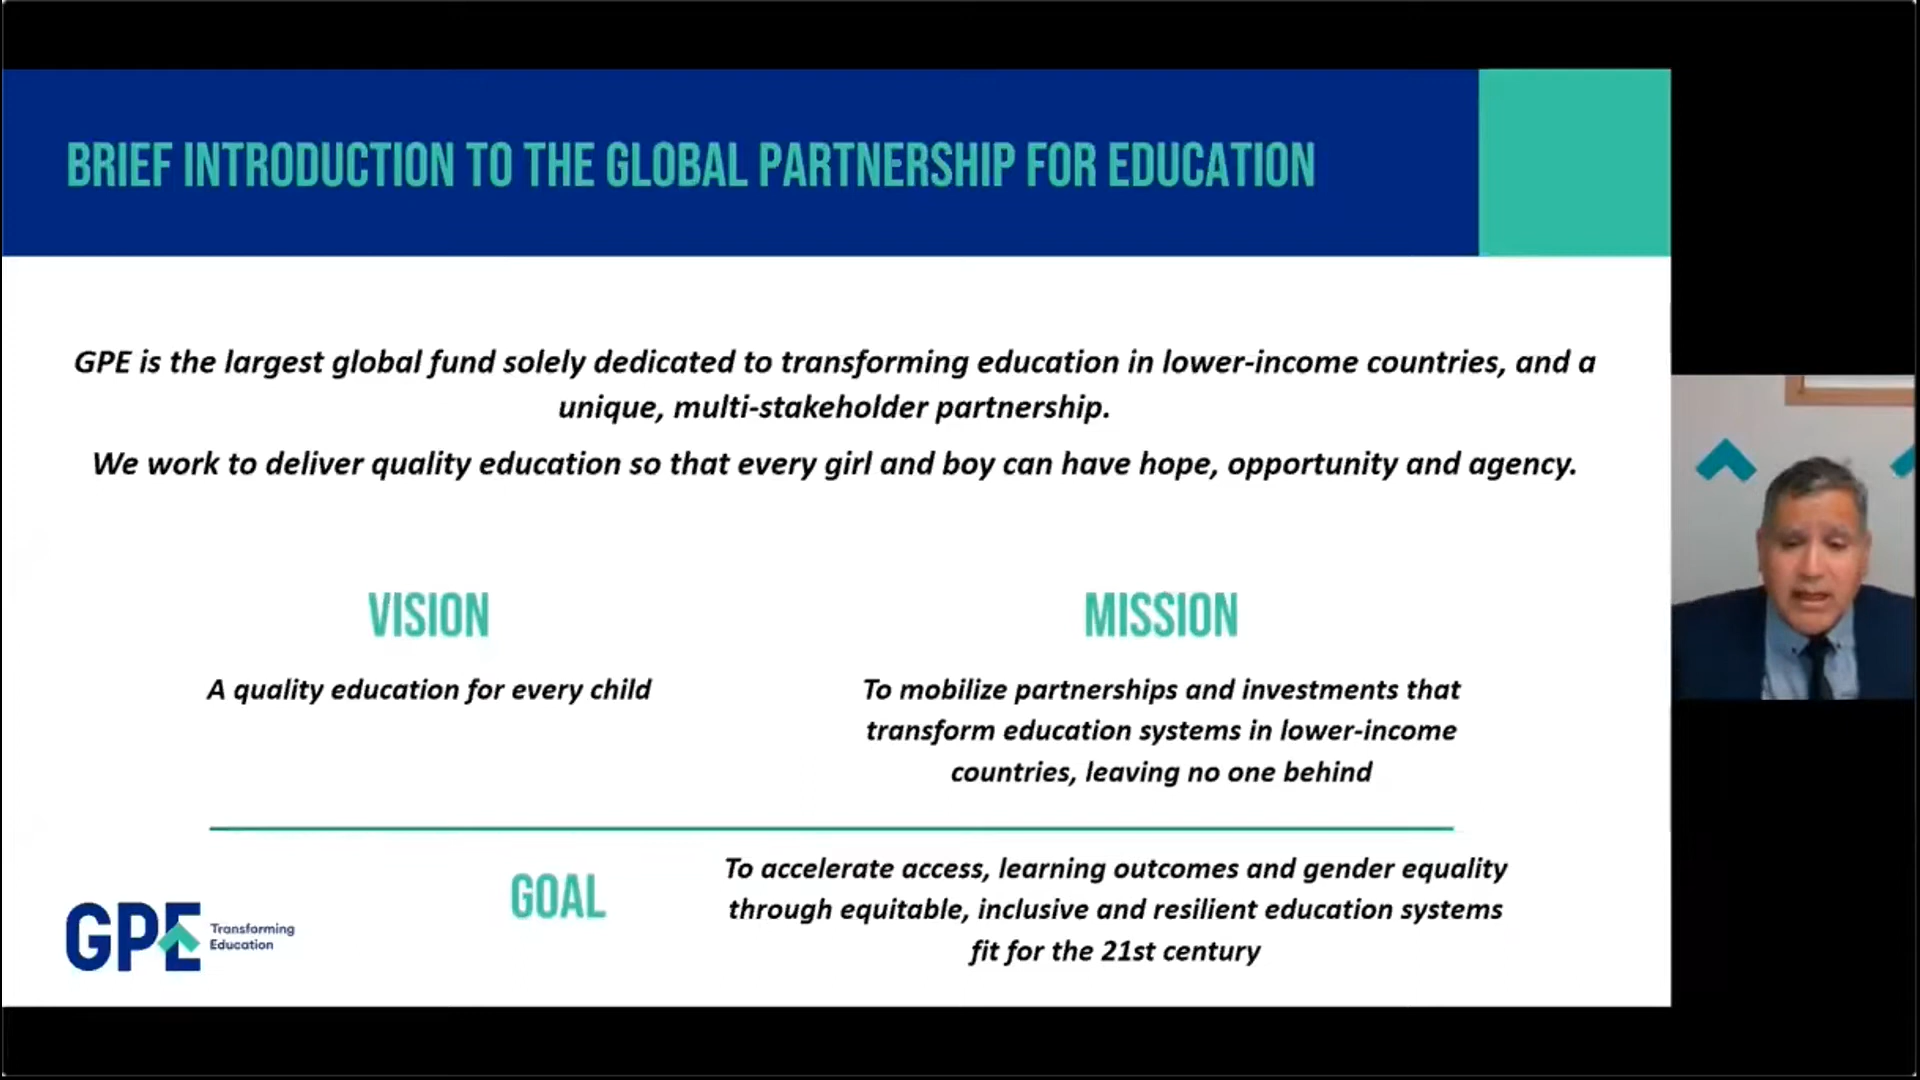 BRIEF INTRODUCTION TO THE GLOBAL PARTNERSHIP FOR EDUCATION
GPE is the largest global fund solely dedicated to transforming education in lower-income countries, and a
unique, multi-stakeholder partnership.
We work to deliver quality education so that every girl and boy can have hope, opportunity and agency.
VISION
A quality education for every child
MISSION
To mobilize partnerships and investments that
transform education systems in lower-income
countries, leaving no one behind
GOAL
To accelerate access, learning outcomes and gender equality
through equitable, inclusive and resilient education systems
fit for the 21st century
GPE
Transforming
Education